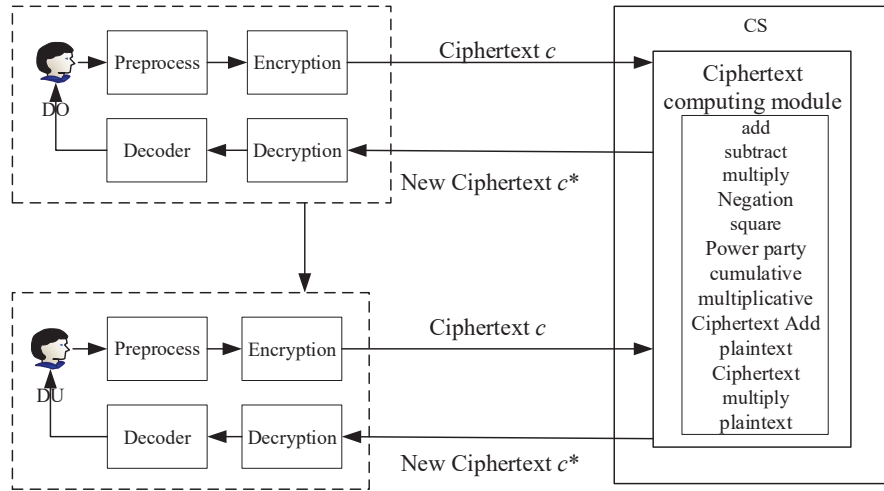 CS
Preprocess
Encryption
Ciphertext c
DO
Decoder
Decryption
New Ciphertext c*
Ciphertext
computing module
add
subtract
multiply
Negation
square
Power party
cumulative
multiplicative
Ciphertext Add
plaintext
Ciphertext
multiply
plaintext
Preprocess
Encryption
Ciphertext c
DU
Decoder
Decryption
New Ciphertext c*